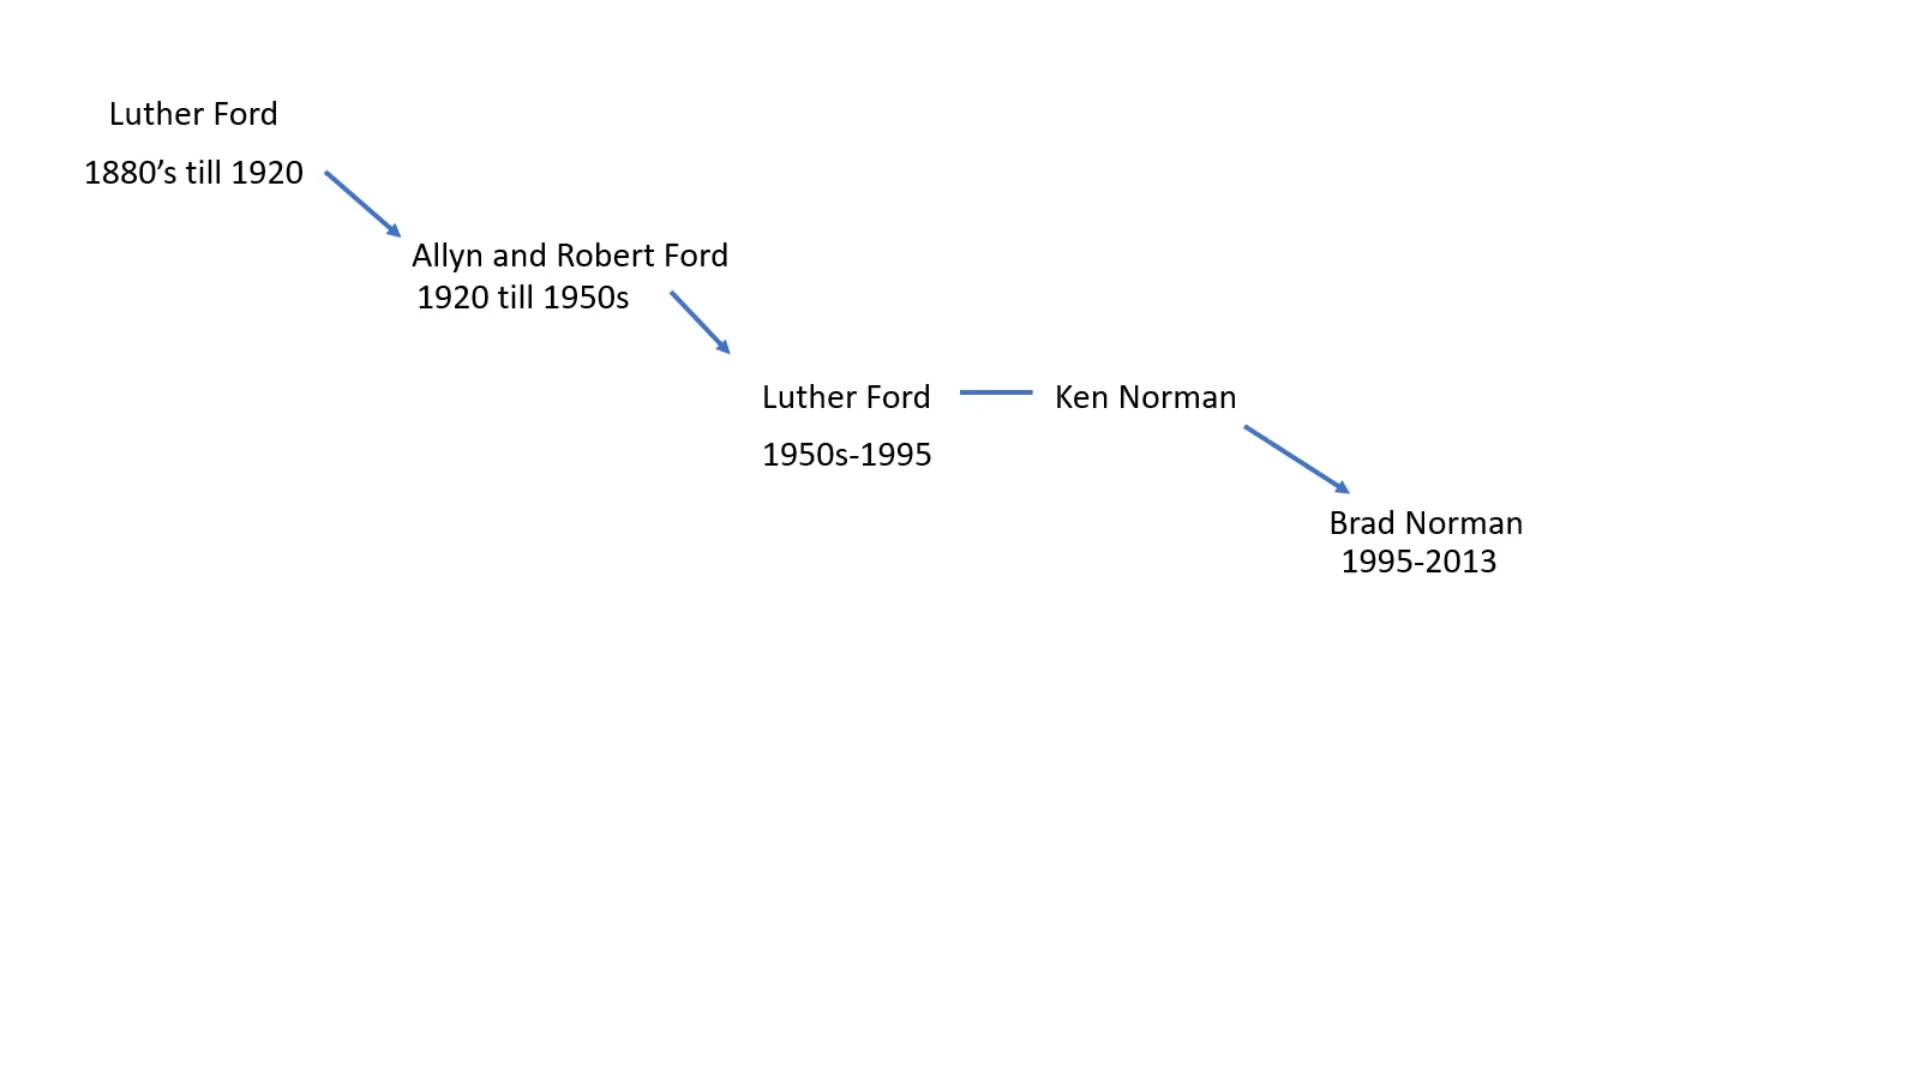 Luther Ford
1880’s till 1920
Allyn and Robert Ford
1920 till 1950s
Luther Ford
Ken Norman
1950s-1995
Brad Norman
1995-2013